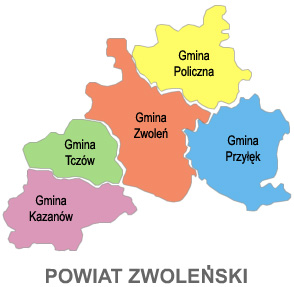 Gmina
Policzna
Gmina
Zwoleń
Gmina
Przyłęk
Gmina
Tczów
Gmina
Kazanów
POWIAT ZWOLEŃSKI